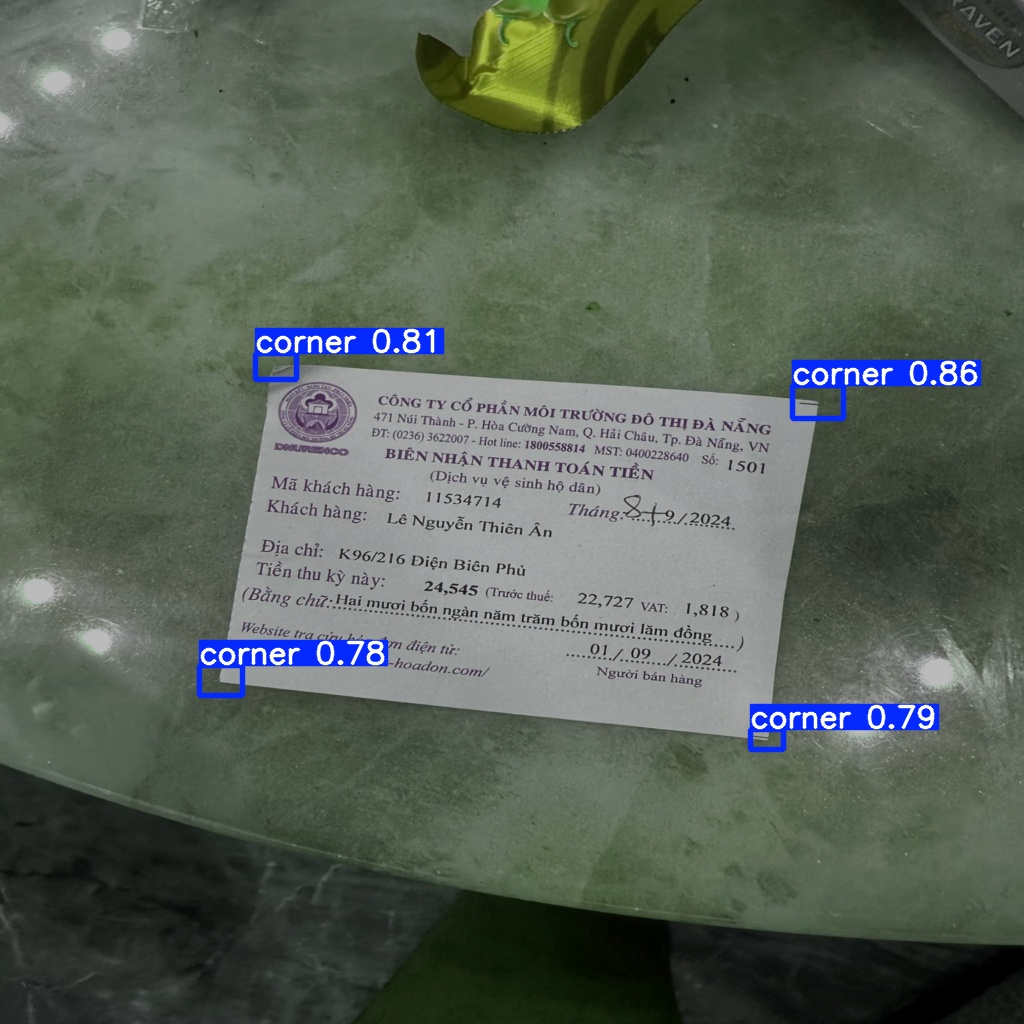 RAVEN
corner 0.81
corner 0.86
CÔNG TY CỔ PHẦN MÔI TRƯỜNG ĐÔ THỊ ĐÀ NẴNG
471 Núi Thành - P. Hòa Cường Nam, Q. Hải Châu, Tp. Đà Nẵng, VN
ĐT: (0236) 3622007 - Hot line: 1800558814 MST: 0400228640 Số: 1501
DNURENCO
BIÊN NHẬN THANH TOÁN TIỀN
(Dịch vụ vệ sinh hộ dân)
Mã khách hàng: 11534714
Tháng: 8+9/2024
Khách hàng: Lê Nguyễn Thiên Ân
Địa chỉ: K96/216 Điện Biên Phủ
Tiền thu kỳ này: 24,545 (Trước thuế: 22,727 VAT: 1,818 )
(Bằng chữ: Hai mươi bốn ngàn năm trăm bốn mươi lăm đồng )
Website tra cứu điện tử:
01/ 09 / 2024
corner 0.78
-hoadon.com/
Người bán hàng
corner 0.79